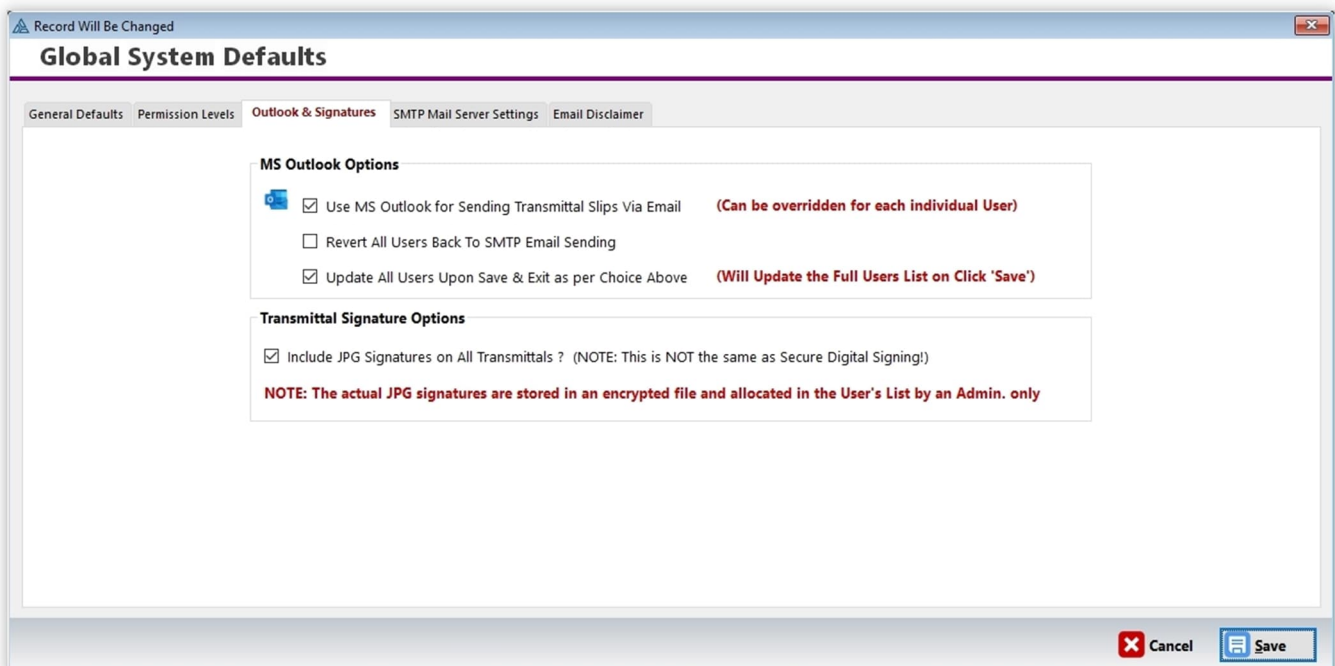 Record Will Be Changed
Global System Defaults
General Defaults Permission Levels Outlook & Signatures SMTP Mail Server Settings Email Disclaimer
MS Outlook Options
Use MS Outlook for Sending Transmittal Slips Via Email (Can be overridden for each individual User)
Revert All Users Back To SMTP Email Sending
Update All Users Upon Save & Exit as per Choice Above (Will Update the Full Users List on Click 'Save')
Transmittal Signature Options
Include JPG Signatures on All Transmittals ? (NOTE: This is NOT the same as Secure Digital Signing!)
NOTE: The actual JPG signatures are stored in an encrypted file and allocated in the User's List by an Admin. only
Cancel Save